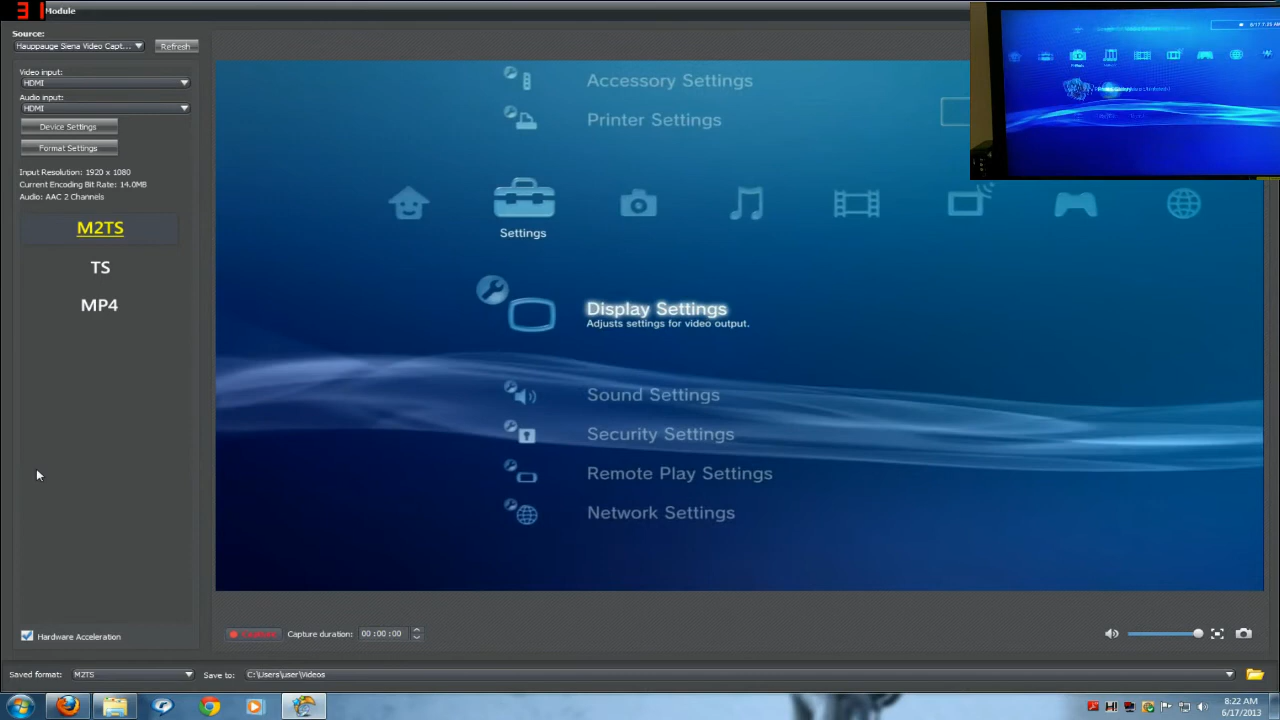 31
Module
Source:
Hauppauge Siena Video Capt...
Refresh
Video input:
HDMI
Audio input:
HDMI
Device Settings
Format Settings
Input Resolution: 1920 x 1080
Current Encoding Bit Rate: 14.0MB
Audio: AAC 2 Channels
M2TS
TS
MP4
Accessory Settings
Printer Settings
Settings
Display Settings
Adjusts settings for video output.
Sound Settings
Security Settings
Remote Play Settings
Network Settings
Hardware Acceleration
Capture duration:
00:00:00
Saved format:
M2TS
Save to:
C:\Users\user\Videos
8:22 AM
6/17/2013